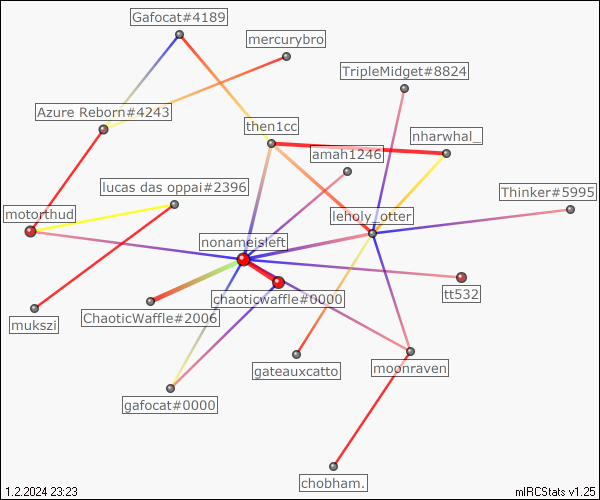 Gafocat#4189
mercurybro
TripleMidget#8824
Azure Reborn#4243
then1cc
nharwhal_
amah1246
lucas das oppai#2396
Thinker#5995
motorthud
leholy_otter
nonameisleft
chaoticwaffle#0000
tt532
ChaoticWaffle#2006
mukszi
gateauxcatto
moonraven
gafocat#0000
chobham.
1.2.2024 23:23
mIRCStats v1.25